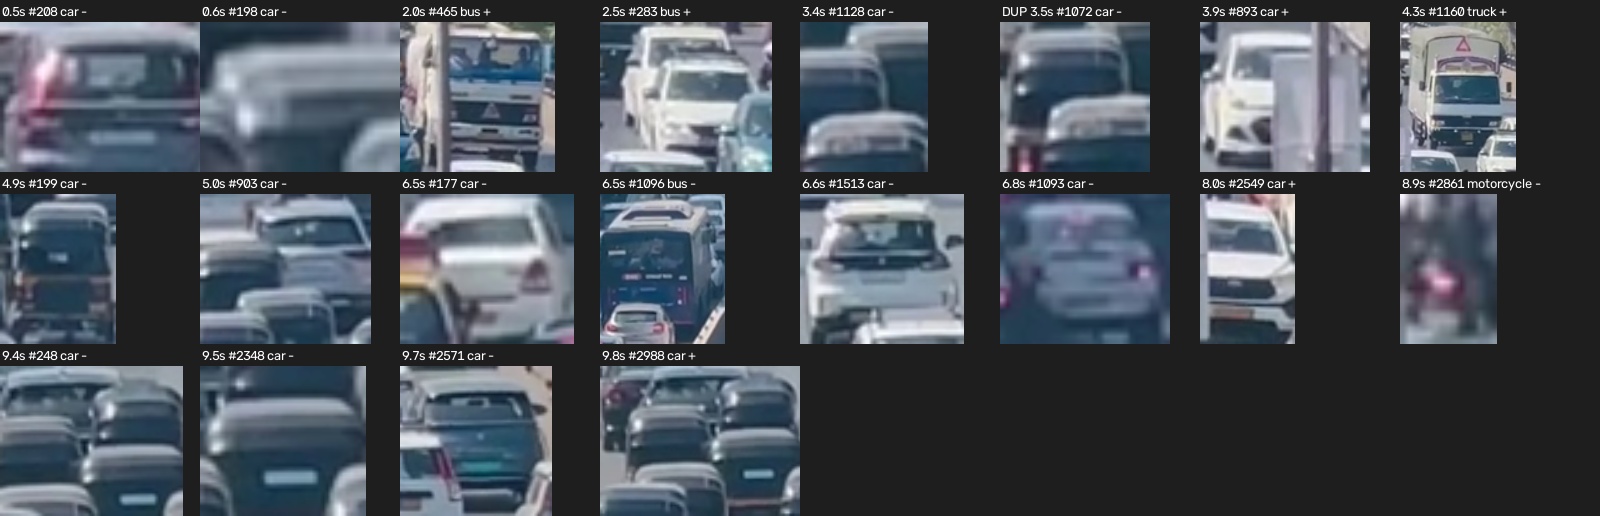 0.5s #208 car -
0.6s #198 car -
2.0s #465 bus +
2.5s #283 bus +
3.4s #1128 car -
DUP 3.5s #1072 car -
3.9s #893 car +
4.3s #1160 truck +
4.9s #199 car -
5.0s #903 car -
6.5s #177 car -
6.5s #1096 bus -
6.6s #1513 car -
6.8s #1093 car -
8.0s #2549 car +
8.9s #2861 motorcycle -
9.4s #248 car -
9.5s #2348 car -
9.7s #2571 car -
9.8s #2988 car +